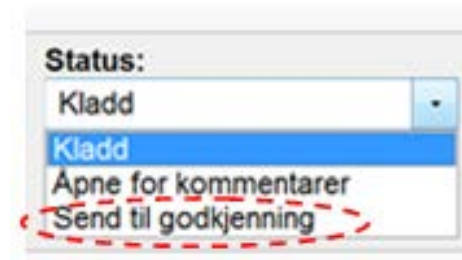 Status:
Kladd
Kladd
Åpne for kommentarer
Send til godkjenning